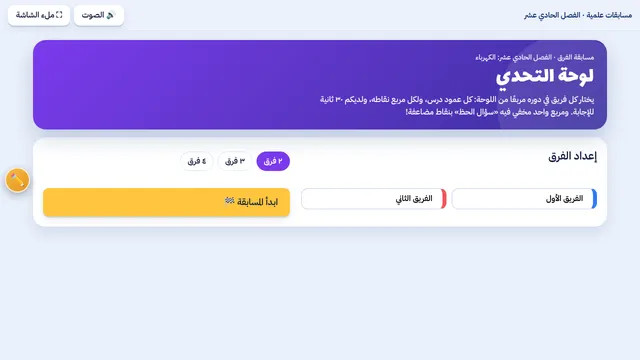 مسابقات علمية · الفصل الحادي عشر
الصوت
ملء الشاشة
مسابقة الفرق · الفصل الحادي عشر: الكهرباء
لوحة التحدي
يختار كل فريق في دوره مربعًا من اللوحة: كل عمود درس، ولكل مربع نقاطه، ولديكم ٣٠ ثانية
للإجابة. ومربع واحد مخفي فيه «سؤال الحظ» بنقاط مضاعفة!
إعداد الفرق
٢ فرق
٣ فرق
٤ فرق
الفريق الأول
الفريق الثاني
ابدأ المسابقة